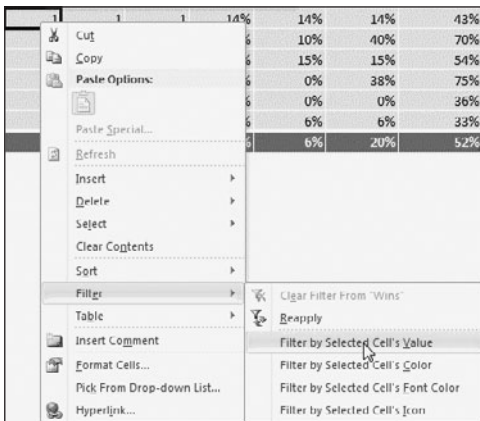 1 1 1 14% 14% 14% 43%
Cut 10% 40% 70%
Copy 15% 15% 54%
Paste Options: 0% 38% 75%
0% 0% 36%
Paste Special... 6% 6% 33%
6% 20% 52%
Refresh
Insert
Delete
Select
Clear Contents
Sort
Filter Clear Filter From "Wins"
Table Reapply
Insert Comment Filter by Selected Cell's Value
Format Cells... Filter by Selected Cell's Color
Pick From Drop-down List... Filter by Selected Cell's Font Color
Hyperlink... Filter by Selected Cell's Icon